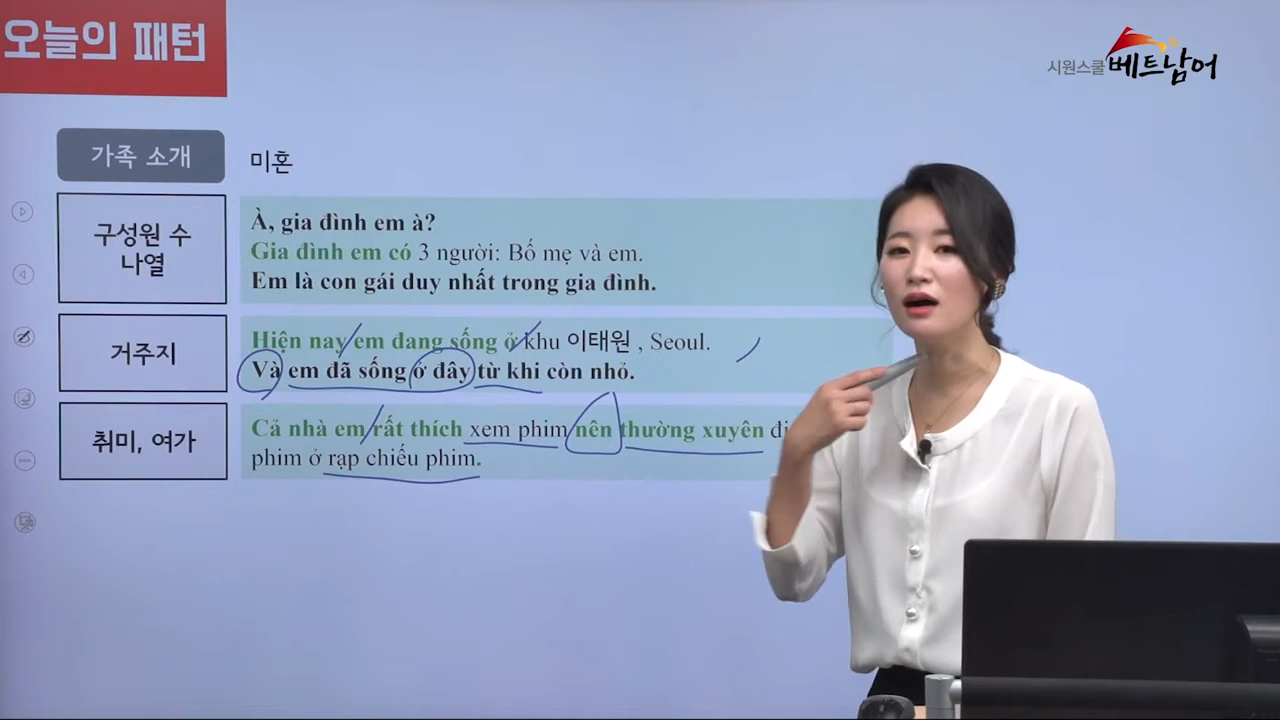 오늘의 패턴
시원스쿨 베트남어
가족 소개
미혼
구성원 수
나열
À, gia đình em à?
Gia đình em có 3 người: Bố mẹ và em.
Em là con gái duy nhất trong gia đình.
거주지
Hiện nay em đang sống ở khu 이태원 , Seoul.
Và em đã sống ở đây từ khi còn nhỏ.
취미, 여가
Cả nhà em rất thích xem phim nên thường xuyên
phim ở rạp chiếu phim.